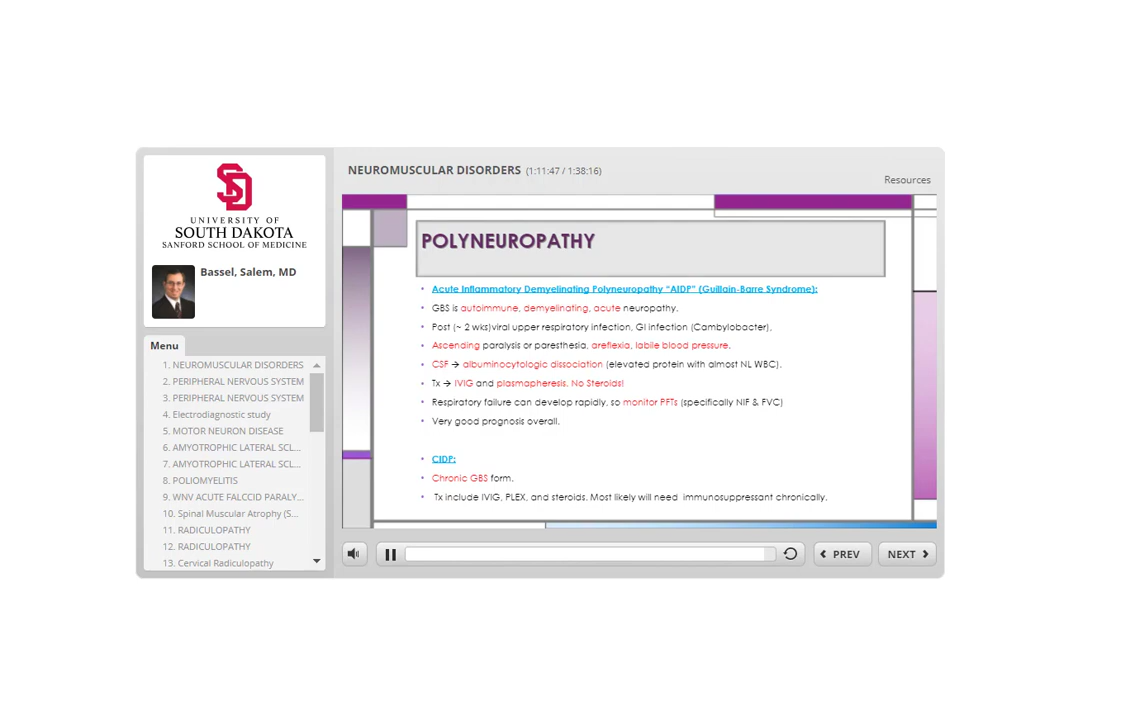 UNIVERSITY OF
SOUTH DAKOTA
SANFORD SCHOOL OF MEDICINE
Bassel, Salem, MD
Menu
1. NEUROMUSCULAR DISORDERS
2. PERIPHERAL NERVOUS SYSTEM
3. PERIPHERAL NERVOUS SYSTEM
4. Electrodiagnostic study
5. MOTOR NEURON DISEASE
6. AMYOTROPHIC LATERAL SCL...
7. AMYOTROPHIC LATERAL SCL...
8. POLIOMYELITIS
9. WNV ACUTE FALCCID PARALY...
10. Spinal Muscular Atrophy (S...
11. RADICULOPATHY
12. RADICULOPATHY
13. Cervical Radiculopathy
NEUROMUSCULAR DISORDERS (1:11:47 / 1:38:16)
Resources
POLYNEUROPATHY
• Acute Inflammatory Demyelinating Polyneuropathy “AIDP” (Guillain-Barre Syndrome):
• GBS is autoimmune, demyelinating, acute neuropathy.
• Post (~ 2 wks)viral upper respiratory infection, GI infection (Cambylobacter),
• Ascending paralysis or paresthesia, areflexia, labile blood pressure.
• CSF → albuminocytologic dissociation (elevated protein with almost NL WBC).
• Tx → IVIG and plasmapheresis. No Steroids!
• Respiratory failure can develop rapidly, so monitor PFTs (specifically NIF & FVC)
• Very good prognosis overall.
• CIDP:
• Chronic GBS form.
• Tx include IVIG, PLEX, and steroids. Most likely will need immunosuppressant chronically.
PREV
NEXT